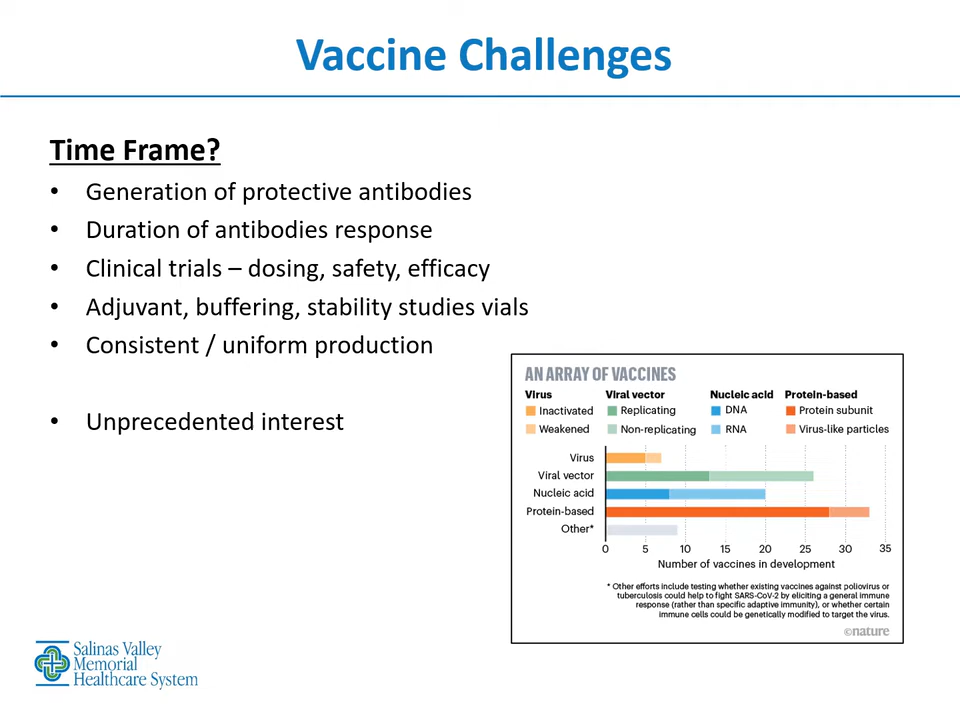 Vaccine Challenges
Time Frame?
• Generation of protective antibodies
• Duration of antibodies response
• Clinical trials – dosing, safety, efficacy
• Adjuvant, buffering, stability studies vials
• Consistent / uniform production
• Unprecedented interest
AN ARRAY OF VACCINES
Virus Viral vector Nucleic acid Protein-based
Inactivated Replicating DNA Protein subunit
Weakened Non-replicating RNA Virus-like particles
Virus
Viral vector
Nucleic acid
Protein-based
Other*
0 5 10 15 20 25 30 35
Number of vaccines in development
* Other efforts include testing whether existing vaccines against poliovirus or
tuberculosis could help to fight SARS-CoV-2 by eliciting a general immune
response (rather than specific adaptive immunity), or whether certain
immune cells could be genetically modified to target the virus.
©nature
Salinas Valley
Memorial
Healthcare System